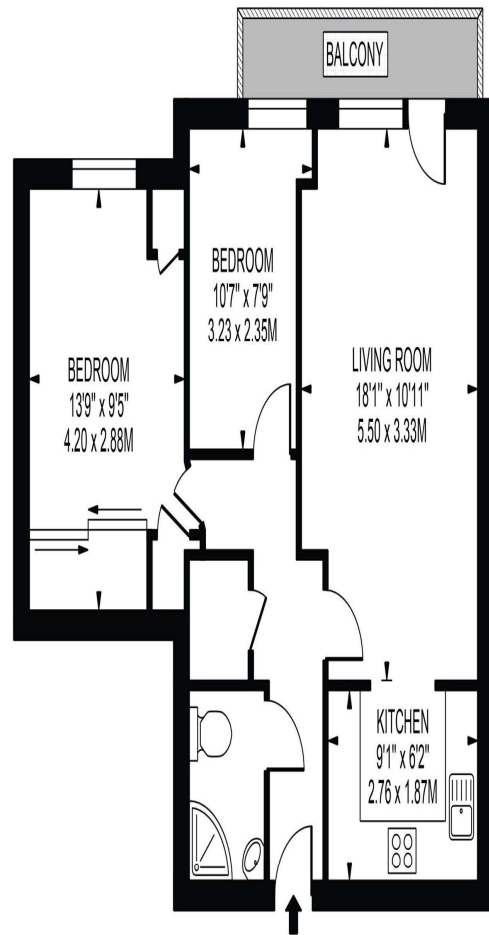 BALCONY
BEDROOM
10'7" x 7'9"
3.23 x 2.35M
LIVING ROOM
18'1" x 10'11"
5.50 x 3.33M
BEDROOM
13'9" x 9'5"
4.20 x 2.88M
KITCHEN
9'1" x 6'2"
2.76 x 1.87M